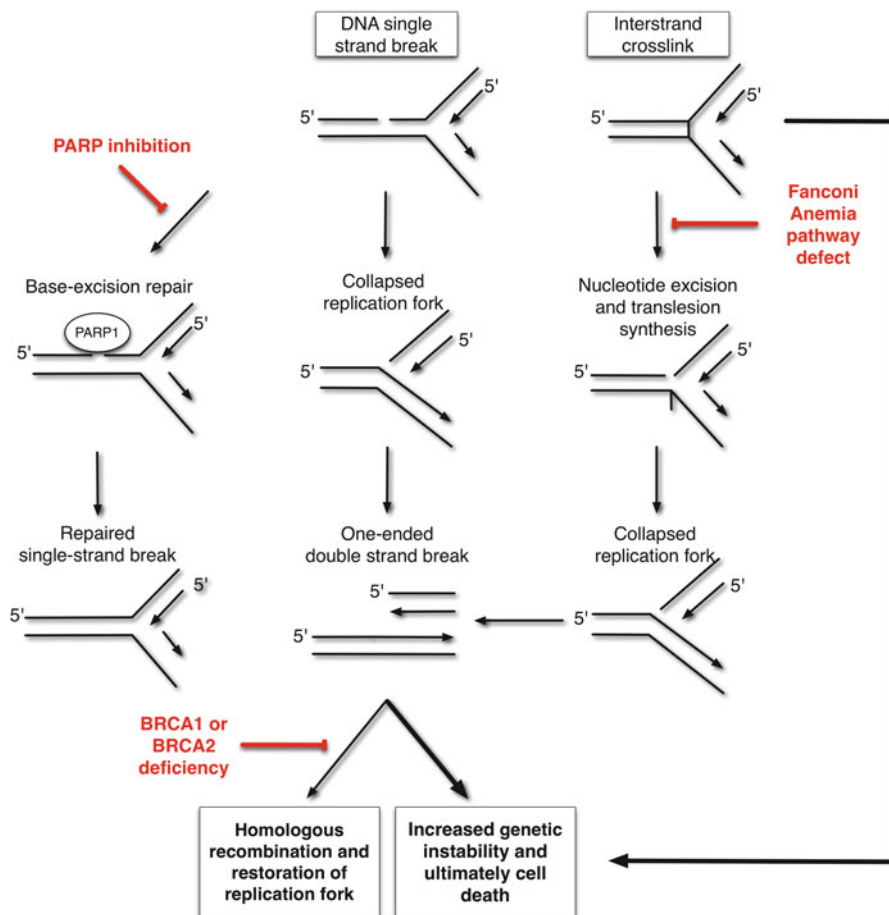 DNA single
strand break
Interstrand
crosslink
5'
5'
5'
5'
PARP inhibition
Fanconi
Anemia
pathway
defect
Base-excision repair
PARP1
5'
5'
Collapsed
replication fork
5'
5'
Nucleotide excision
and translesion
synthesis
5'
5'
Repaired
single-strand break
5'
5'
One-ended
double strand break
5'
5'
Collapsed
replication fork
5'
5'
BRCA1 or
BRCA2
deficiency
Homologous
recombination and
restoration of
replication fork
Increased genetic
instability and
ultimately cell
death